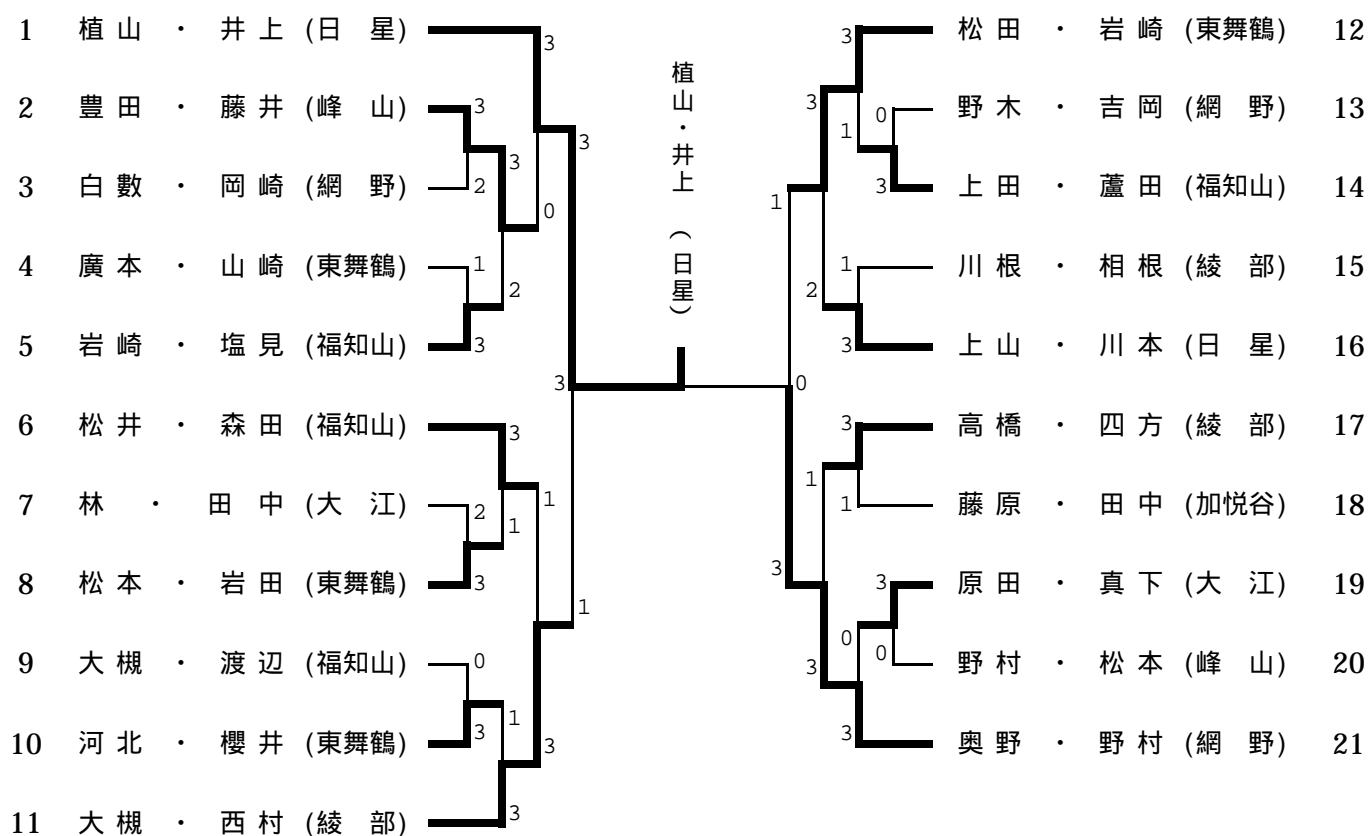 1 植山 ・ 井上 (日 星)
2 豊田 ・ 藤井 (峰 山)
3 白數 ・ 岡崎 (網 野)
4 廣本 ・ 山崎 (東舞鶴)
5 岩崎 ・ 塩見 (福知山)
6 松井 ・ 森田 (福知山)
7 林 ・ 田中 (大 江)
8 松本 ・ 岩田 (東舞鶴)
9 大槻 ・ 渡辺 (福知山)
10 河北 ・ 櫻井 (東舞鶴)
11 大槻 ・ 西村 (綾 部)
3
3
2
3
0
3
1
3
2
3
3
2
3
1
1
0
3
1
3
3
1
植山・井上 (日星)
0
1
3
3
1
0
3
2
1
3
3
1
3
1
3
3
0
0
3
松田 ・ 岩崎 (東舞鶴) 12
野木 ・ 吉岡 (網 野) 13
上田 ・ 蘆田 (福知山) 14
川根 ・ 相根 (綾 部) 15
上山 ・ 川本 (日 星) 16
高橋 ・ 四方 (綾 部) 17
藤原 ・ 田中 (加悦谷) 18
原田 ・ 真下 (大 江) 19
野村 ・ 松本 (峰 山) 20
奥野 ・ 野村 (網 野) 21